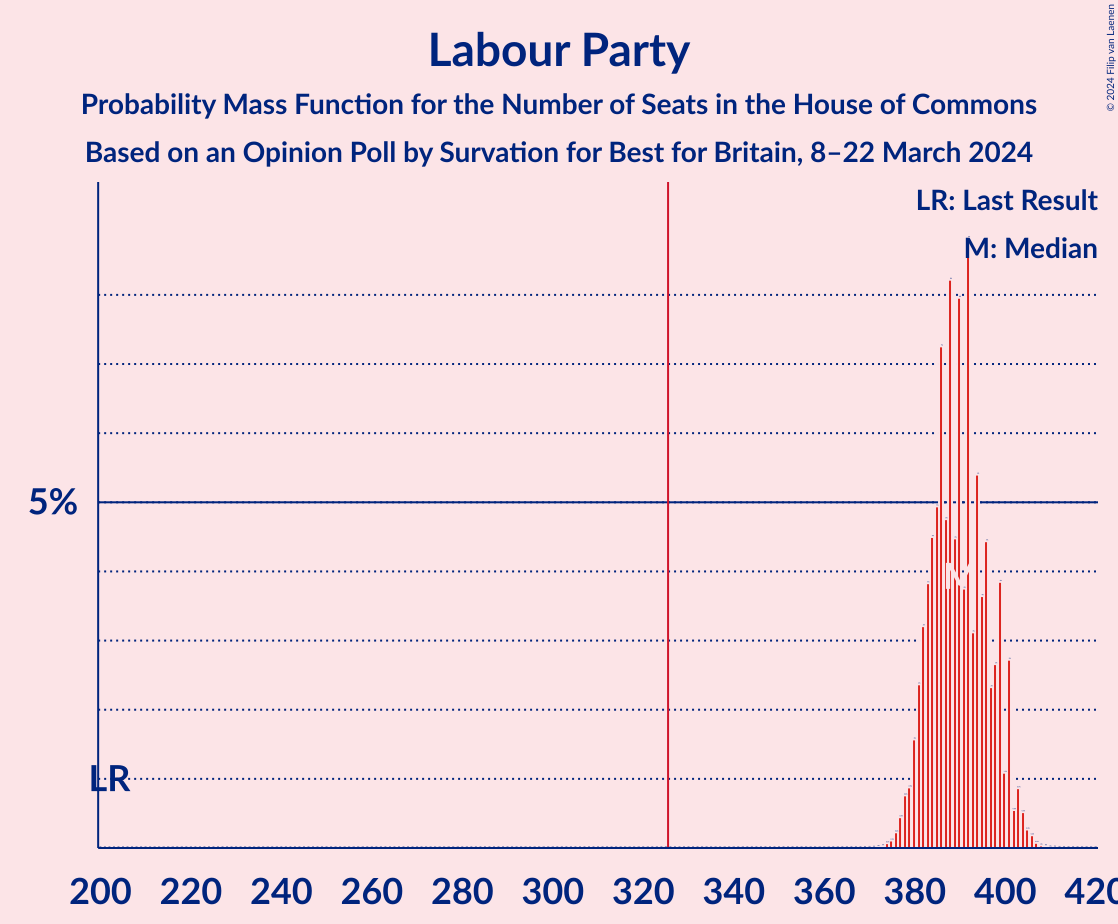 Labour Party
Probability Mass Function for the Number of Seats in the House of Commons
Based on an Opinion Poll by Survation for Best for Britain, 8–22 March 2024
© 2024 Filip van Laenen
LR: Last Result
M: Median
5%
M
LR
200 220 240 260 280 300 320 340 360 380 400 420